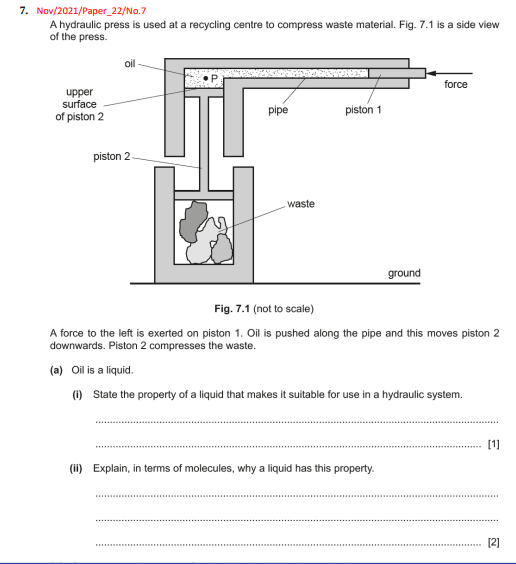 7. Nov/2021/Paper_22/No.7
A hydraulic press is used at a recycling centre to compress waste material. Fig. 7.1 is a side view
of the press.
oil
P
force
upper
surface
of piston 2
pipe
piston 1
piston 2
waste
ground
Fig. 7.1 (not to scale)
A force to the left is exerted on piston 1. Oil is pushed along the pipe and this moves piston 2
downwards. Piston 2 compresses the waste.
(a) Oil is a liquid.
(i) State the property of a liquid that makes it suitable for use in a hydraulic system.
[1]
(ii) Explain, in terms of molecules, why a liquid has this property.
[2]